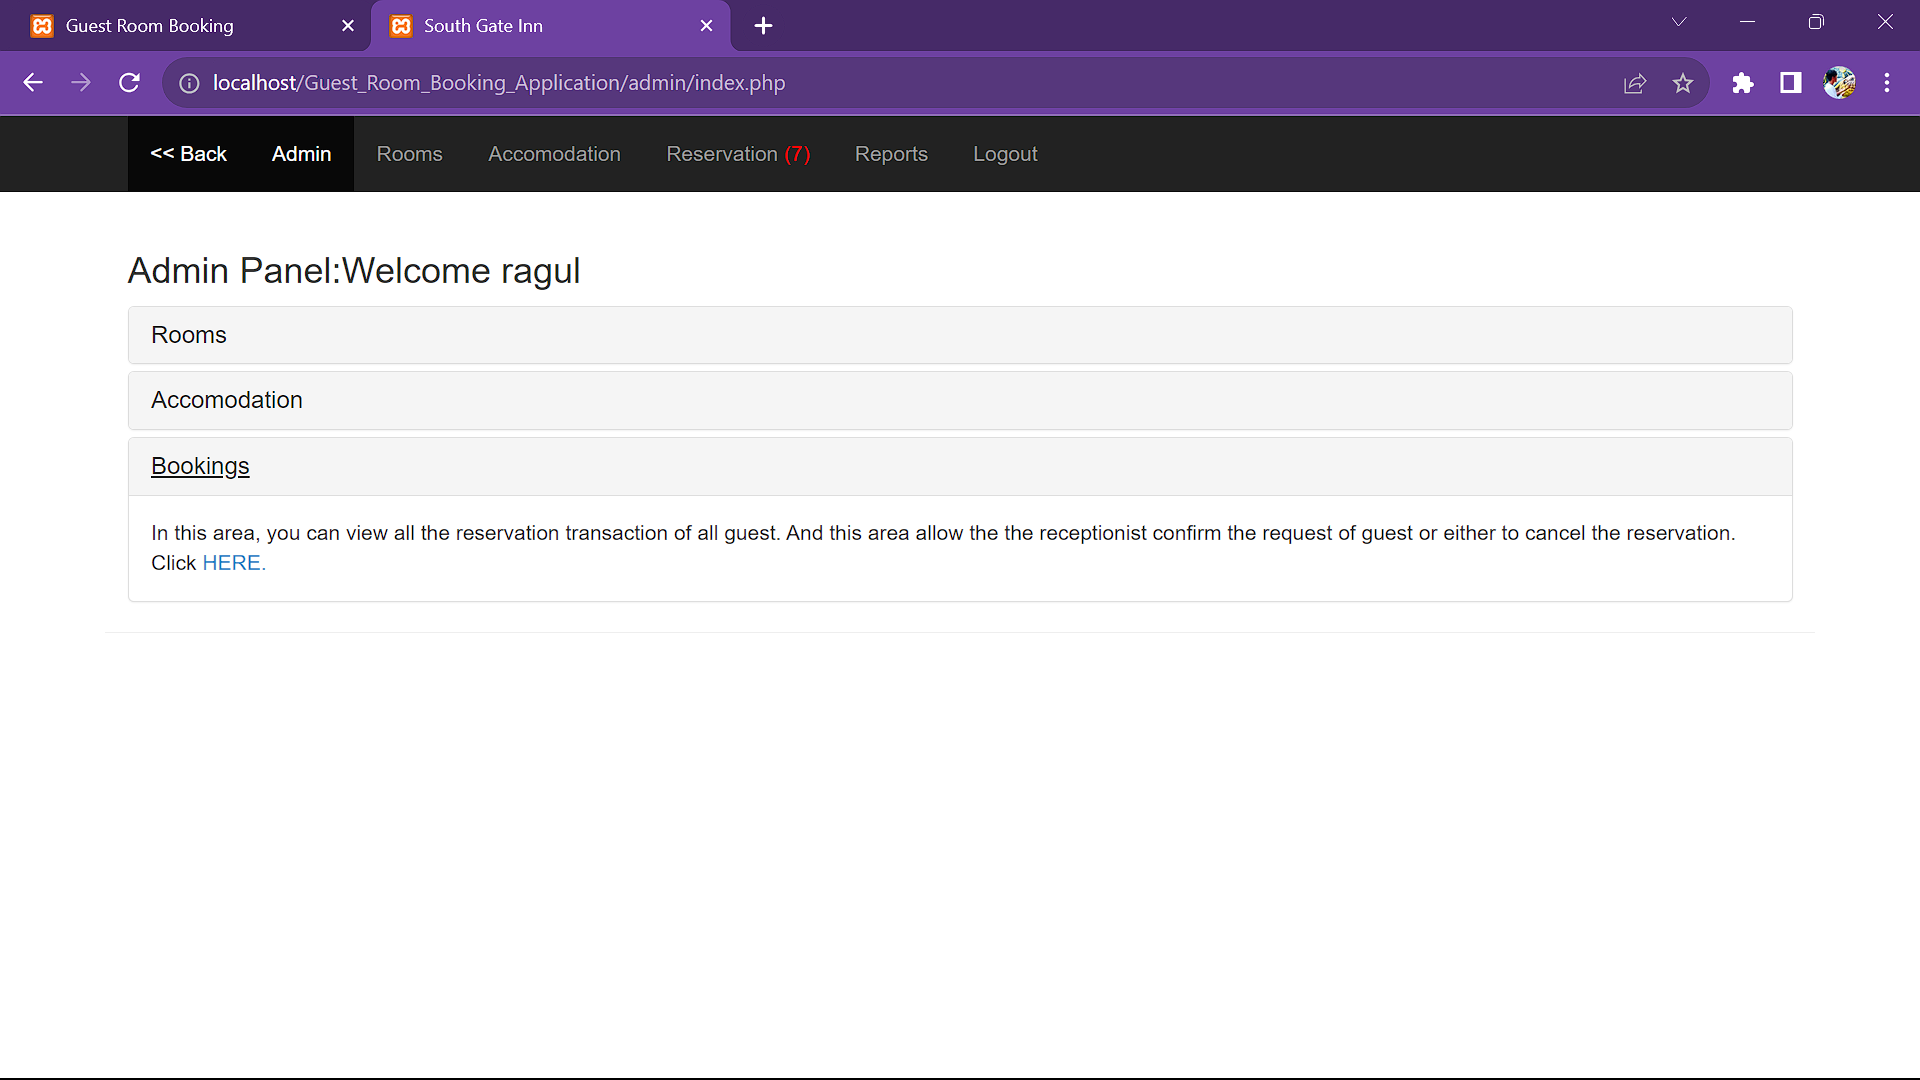 Guest Room Booking
South Gate Inn
localhost/Guest_Room_Booking_Application/admin/index.php
<< Back Admin Rooms Accomodation Reservation (7) Reports Logout
Admin Panel:Welcome ragul
Rooms
Accomodation
Bookings
In this area, you can view all the reservation transaction of all guest. And this area allow the the receptionist confirm the request of guest or either to cancel the reservation.
Click HERE.